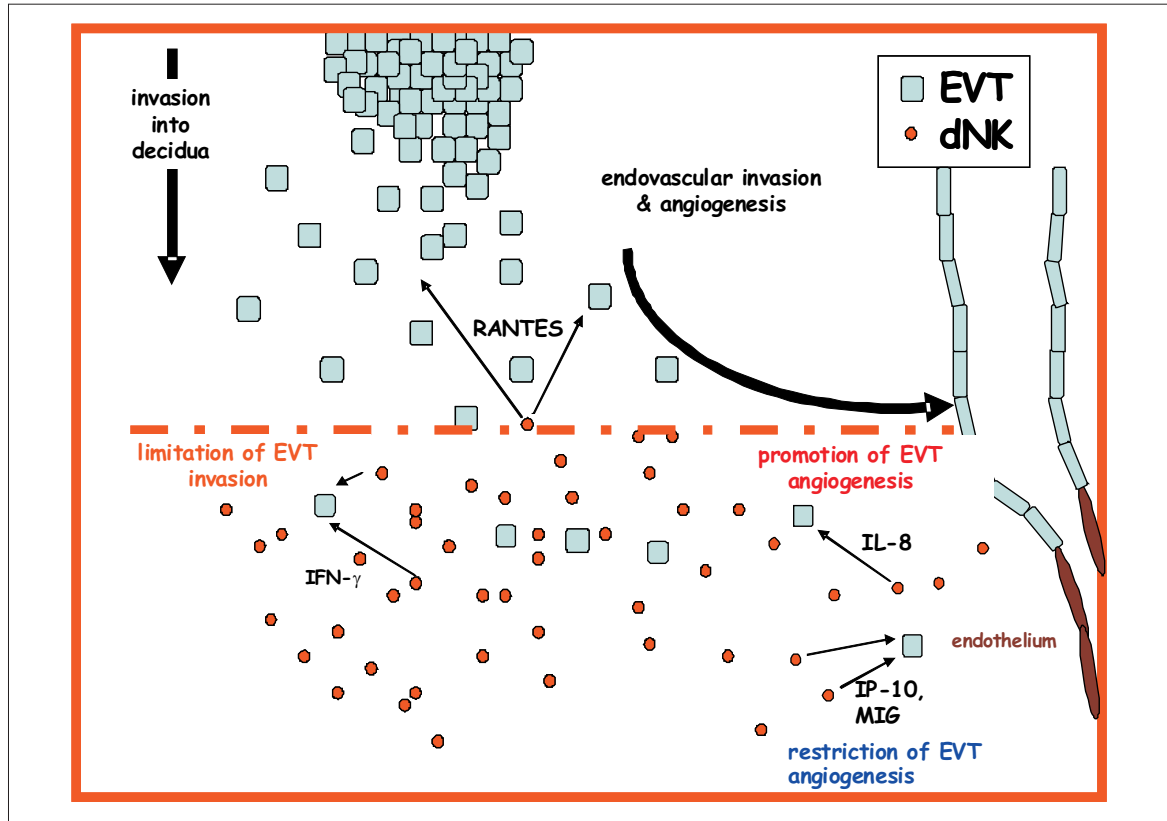 invasion
into
decidua
EVT
dNK
endovascular invasion
& angiogenesis
RANTES
limitation of EVT
invasion
promotion of EVT
angiogenesis
IL-8
IFN-γ
endothelium
IP-10,
MIG
restriction of EVT
angiogenesis